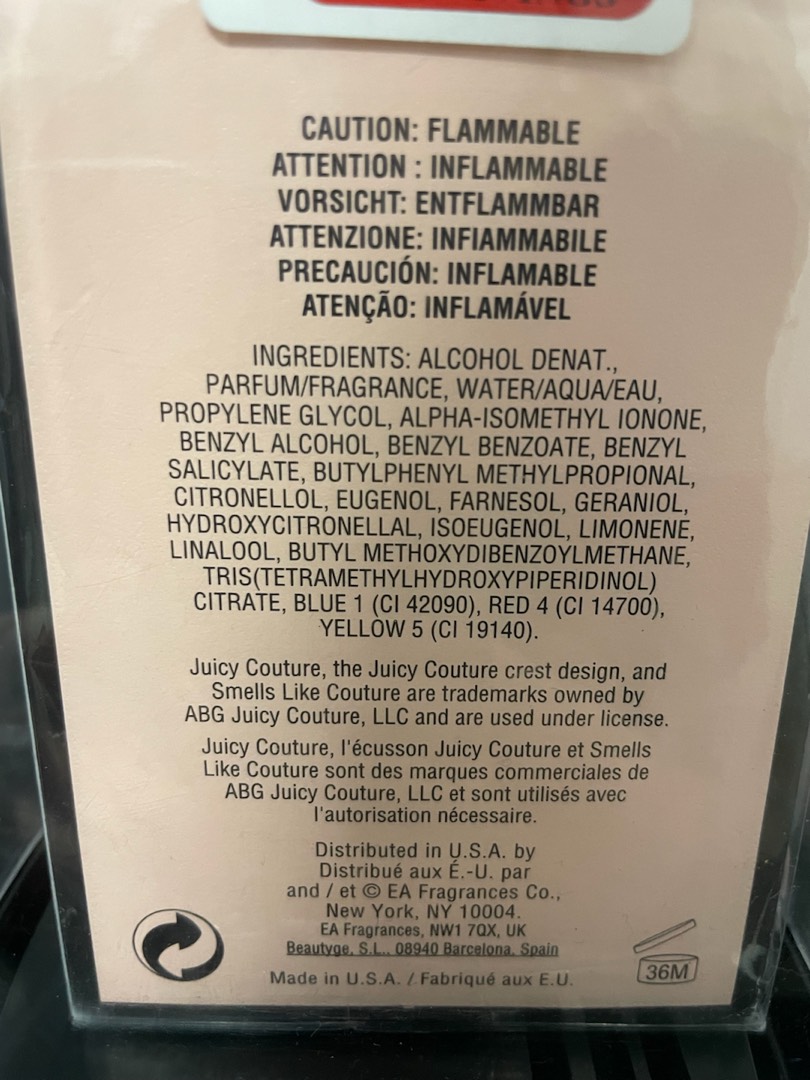 CAUTION: FLAMMABLE
ATTENTION : INFLAMMABLE
VORSICHT: ENTFLAMMBAR
ATTENZIONE: INFIAMMABILE
PRECAUCIÓN: INFLAMABLE
ATENÇÃO: INFLAMÁVEL
INGREDIENTS: ALCOHOL DENAT.,
PARFUM/FRAGRANCE, WATER/AQUA/EAU,
PROPYLENE GLYCOL, ALPHA-ISOMETHYL IONONE,
BENZYL ALCOHOL, BENZYL BENZOATE, BENZYL
SALICYLATE, BUTYLPHENYL METHYLPROPIONAL,
CITRONELLOL, EUGENOL, FARNESOL, GERANIOL,
HYDROXYCITRONELLAL, ISOEUGENOL, LIMONENE,
LINALOOL, BUTYL METHOXYDIBENZOYLMETHANE,
TRIS(TETRAMETHYLHYDROXYPIPERIDINOL)
CITRATE, BLUE 1 (CI 42090), RED 4 (CI 14700),
YELLOW 5 (CI 19140).
Juicy Couture, the Juicy Couture crest design, and
Smells Like Couture are trademarks owned by
ABG Juicy Couture, LLC and are used under license.
Juicy Couture, l'écusson Juicy Couture et Smells
Like Couture sont des marques commerciales de
ABG Juicy Couture, LLC et sont utilisés avec
l'autorisation nécessaire.
Distributed in U.S.A. by
Distribué aux É.-U. par
and / et © EA Fragrances Co.,
New York, NY 10004.
EA Fragrances, NW1 7QX, UK
Beautyge, S.L., 08940 Barcelona, Spain
Made in U.S.A. / Fabriqué aux E.U.
36M